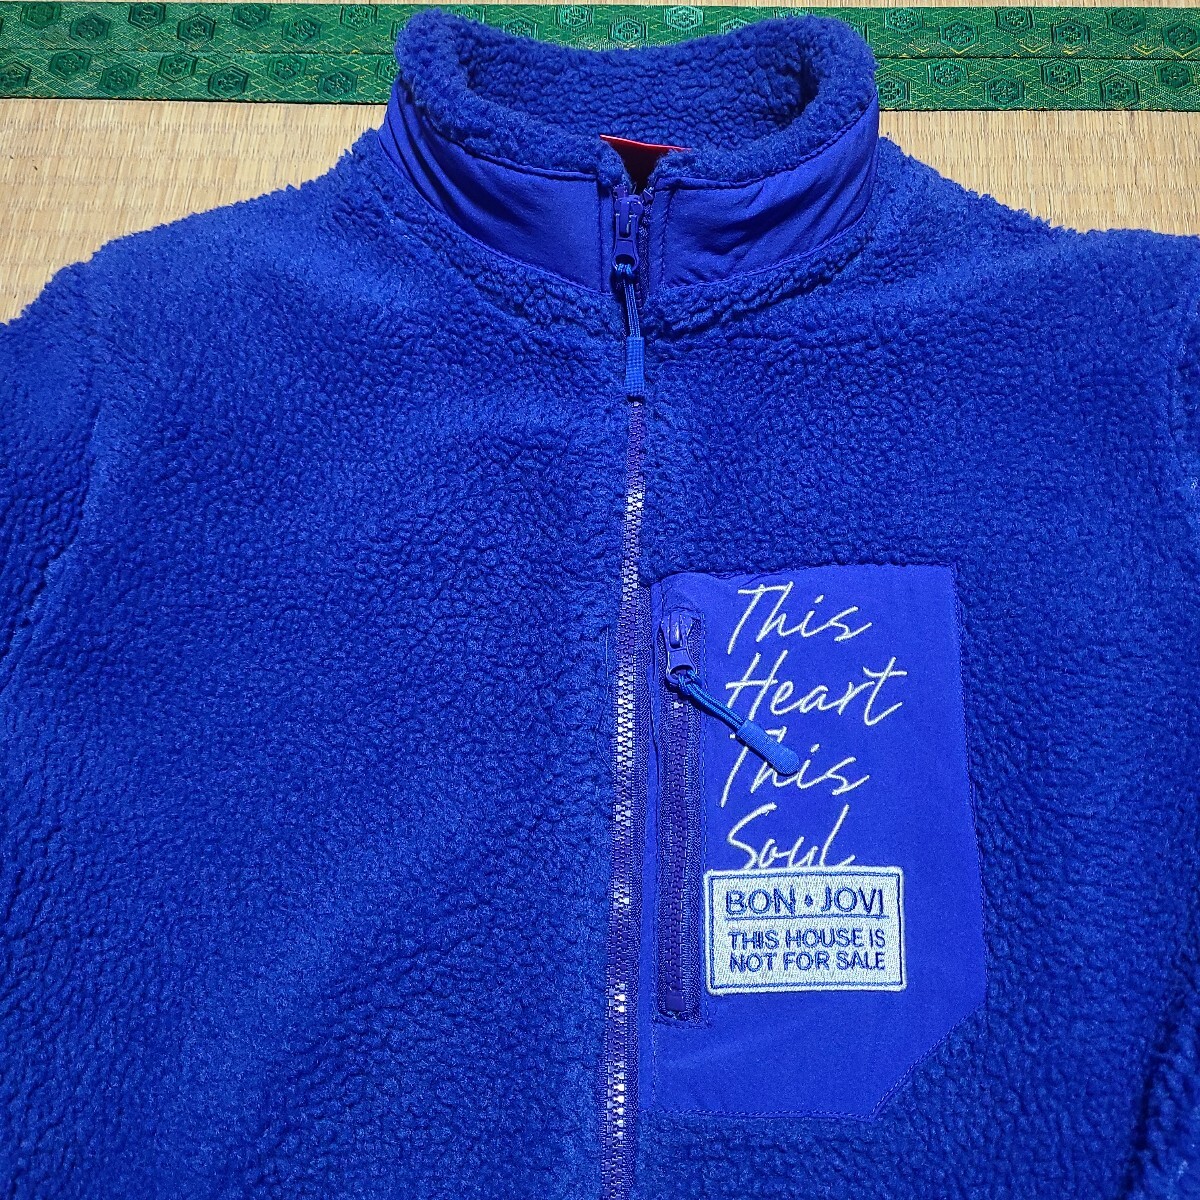 This
Heart
This
Soul
BON • JOVI
THIS HOUSE IS
NOT FOR SALE